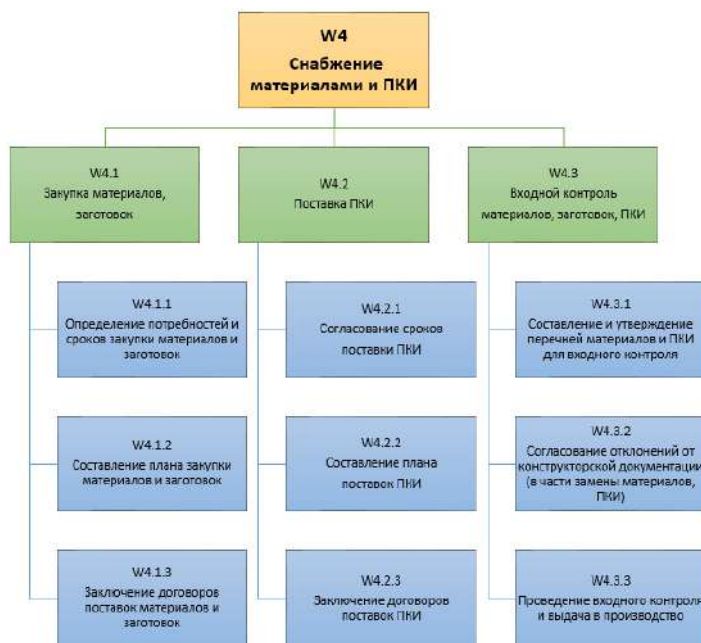 W4
Снабжение
материалами и ПКИ
W4.1
Закупка материалов,
заготовок
W4.2
Поставка ПКИ
W4.3
Входной контроль
материалов, заготовок, ПКИ
W4.1.1
Определение потребностей и
сроков закупки материалов и
заготовок
W4.2.1
Согласование сроков
поставки ПКИ
W4.3.1
Составление и утверждение
перечней материалов и ПКИ
для входного контроля
W4.1.2
Составление плана закупки
материалов и заготовок
W4.2.2
Составление плана
поставок ПКИ
W4.3.2
Согласование отклонений от
конструкторской документации
(в части замены материалов,
ПКИ)
W4.1.3
Заключение договоров
поставок материалов и
заготовок
W4.2.3
Заключение договоров
поставок ПКИ
W4.3.3
Проведение входного контроля
и выдача в производство